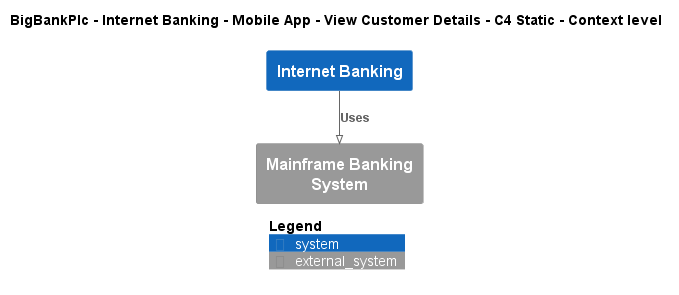 BigBankPlc - Internet Banking - Mobile App - View Customer Details - C4 Static - Context level
Internet Banking
Uses
Mainframe Banking
System
Legend
system
external_system